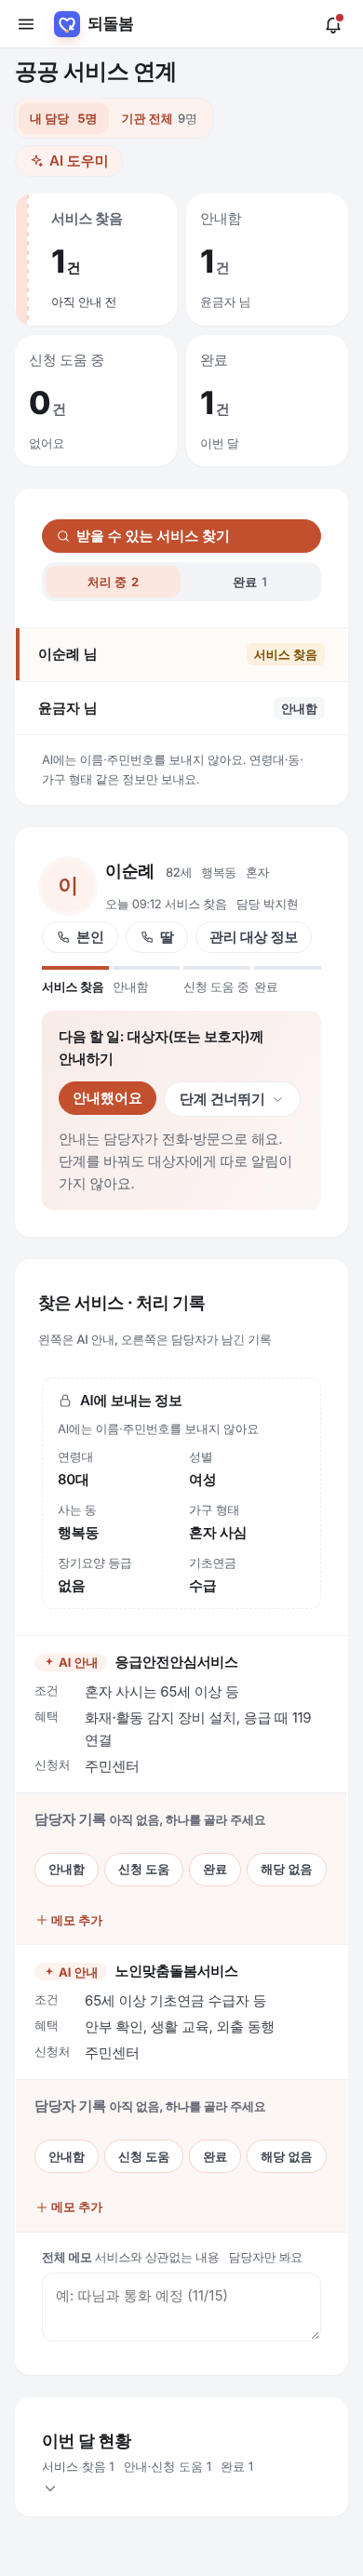 되돌봄
공공 서비스 연계
내 담당 5명 기관 전체 9명
AI 도우미
서비스 찾음
1건
아직 안내 전
안내함
1건
윤금자 님
신청 도움 중
0건
없어요
완료
1건
이번 달
받을 수 있는 서비스 찾기
처리 중 2 완료 1
이순례 님 서비스 찾음
윤금자 님 안내함
AI에는 이름·주민번호를 보내지 않아요. 연령대·동·
가구 형태 같은 정보만 보내요.
이
이순례 82세 행복동 혼자
오늘 09:12 서비스 찾음 담당 박지현
본인 딸 관리 대상 정보
서비스 찾음 안내함 신청 도움 중 완료
다음 할 일: 대상자(또는 보호자)께
안내하기
안내했어요 단계 건너뛰기
안내는 담당자가 전화·방문으로 해요.
단계를 바꿔도 대상자에게 따로 알림이
가지 않아요.
찾은 서비스 · 처리 기록
왼쪽은 AI 안내, 오른쪽은 담당자가 남긴 기록
AI에 보내는 정보
AI에는 이름·주민번호를 보내지 않아요
연령대 성별
80대 여성
사는 동 가구 형태
행복동 혼자 사심
장기요양 등급 기초연금
없음 수급
AI 안내 응급안전안심서비스
조건 혼자 사시는 65세 이상 등
혜택 화재·활동 감지 장비 설치, 응급 때 119
연결
신청처 주민센터
담당자 기록 아직 없음, 하나를 골라 주세요
안내함 신청 도움 완료 해당 없음
메모 추가
AI 안내 노인맞춤돌봄서비스
조건 65세 이상 기초연금 수급자 등
혜택 안부 확인, 생활 교육, 외출 동행
신청처 주민센터
담당자 기록 아직 없음, 하나를 골라 주세요
안내함 신청 도움 완료 해당 없음
메모 추가
전체 메모 서비스와 상관없는 내용 담당자만 봐요
예: 따님과 통화 예정 (11/15)
이번 달 현황
서비스 찾음 1 안내·신청 도움 1 완료 1